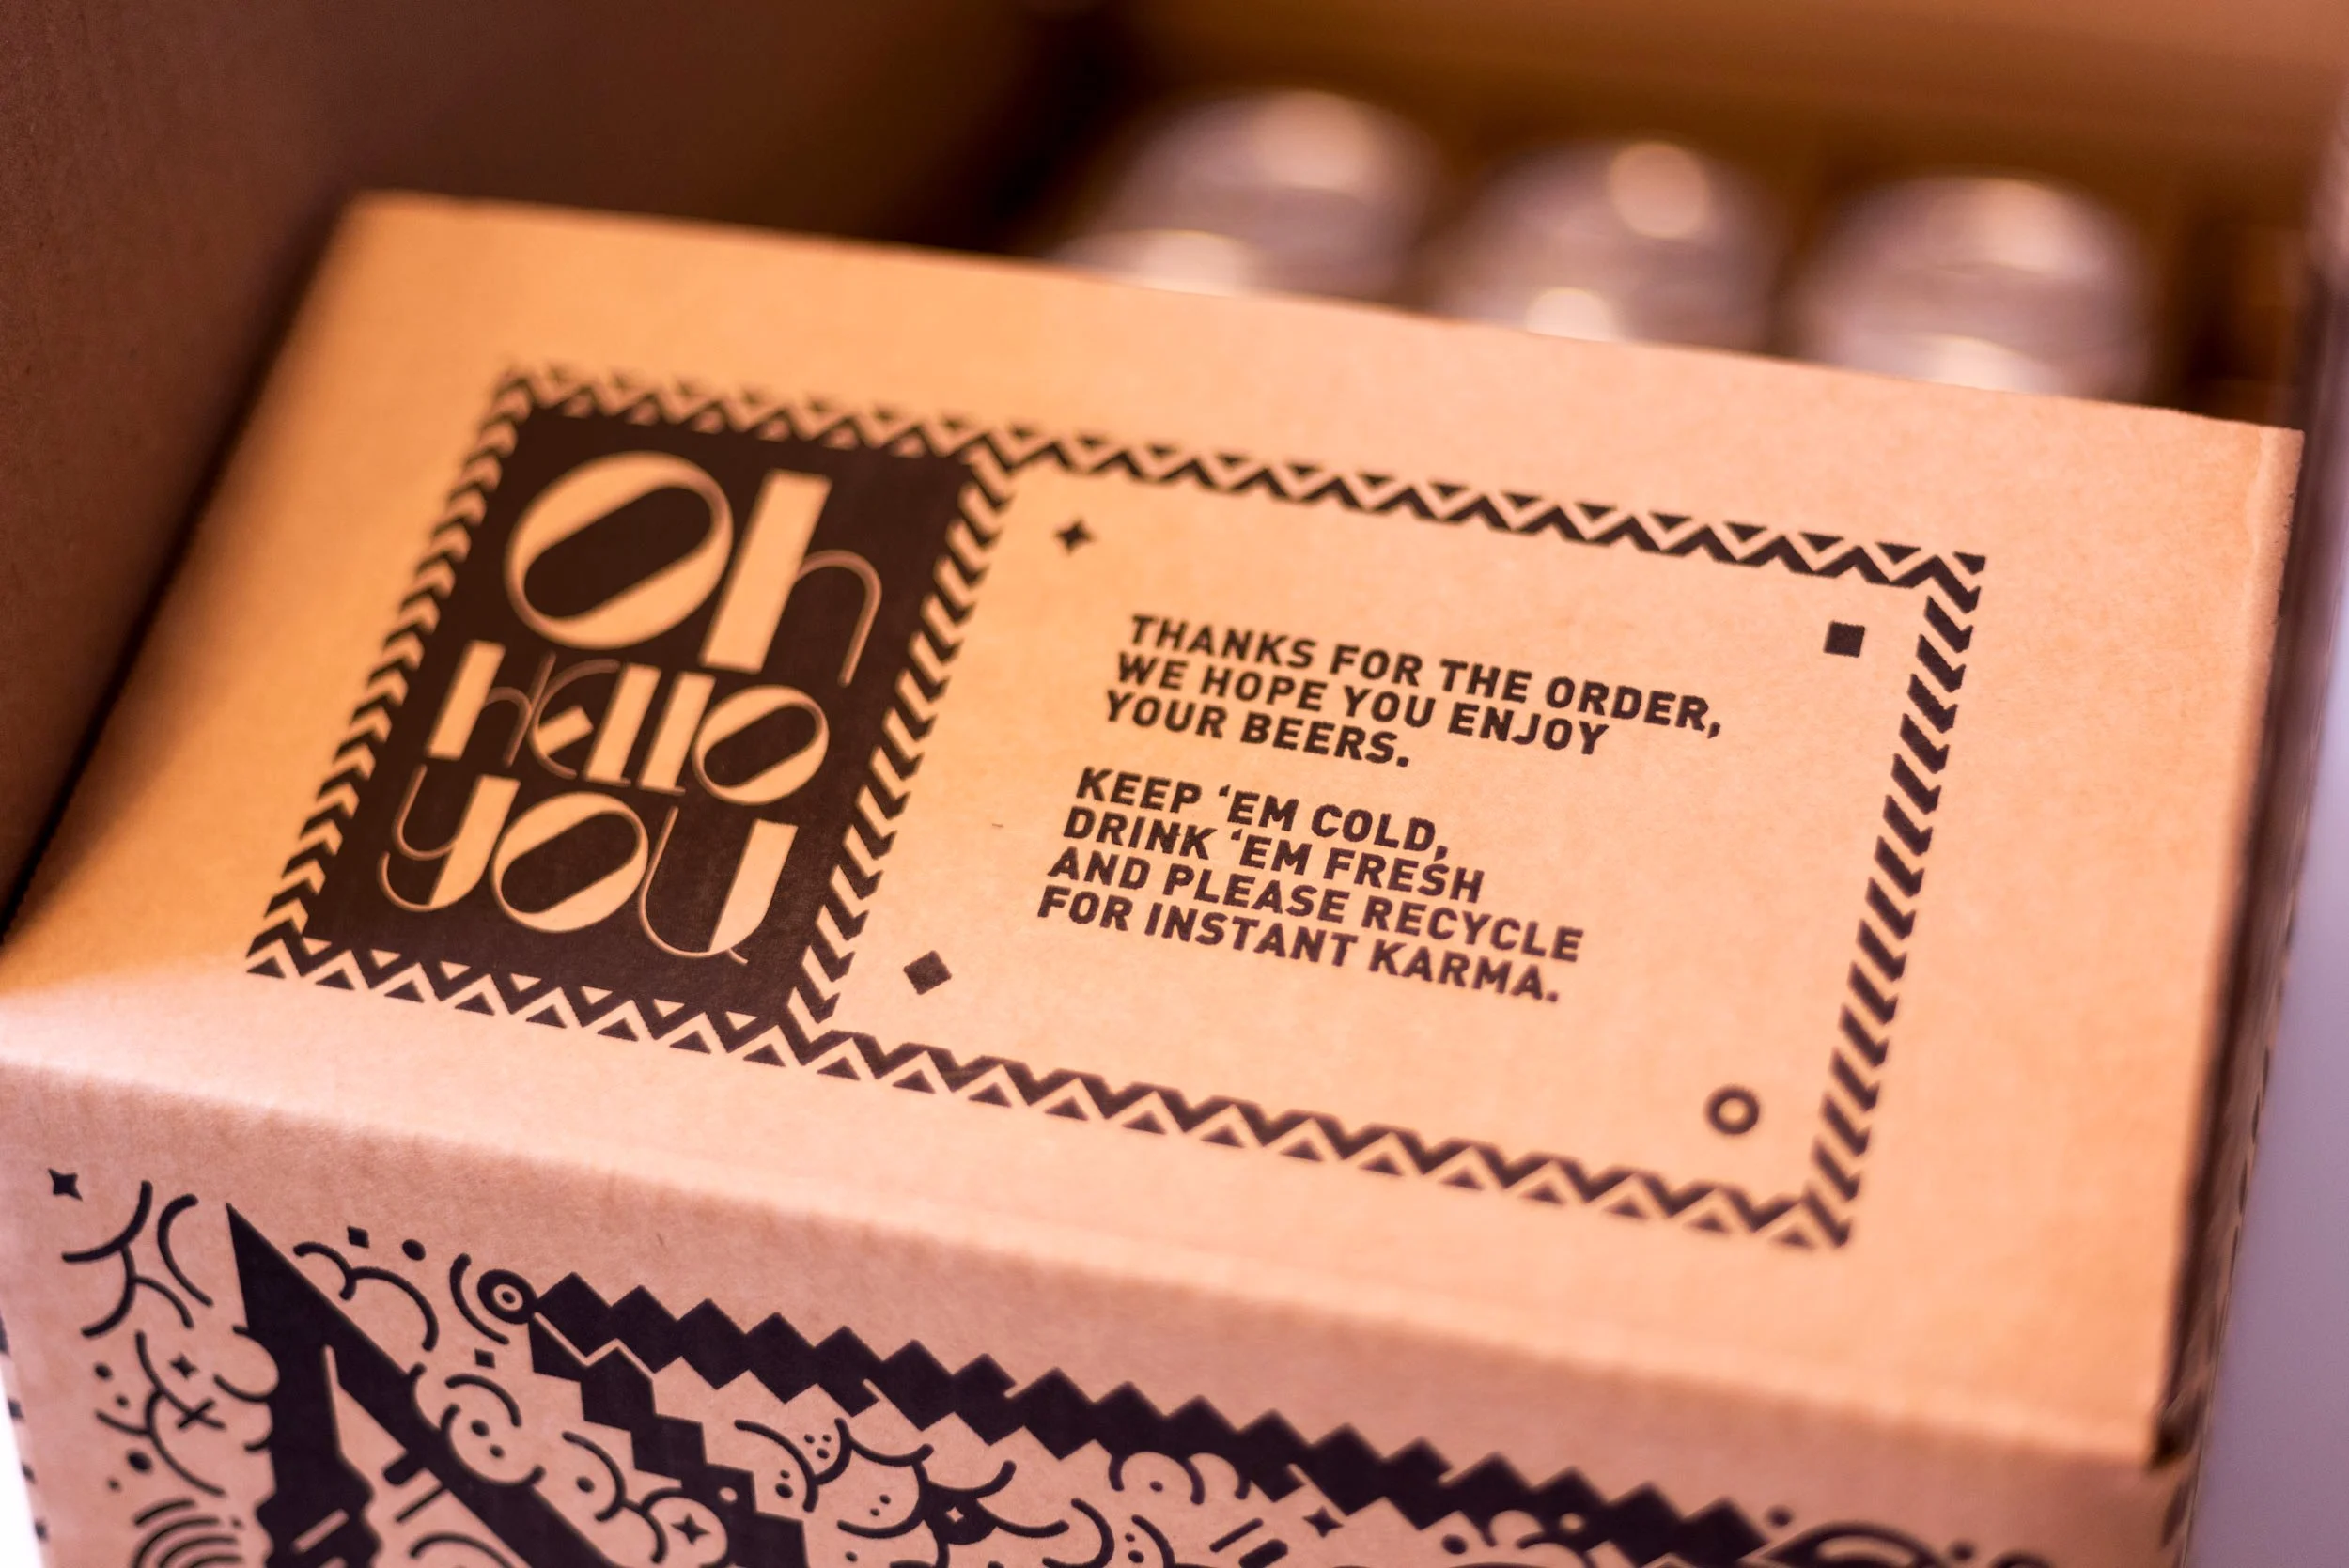 Oh
HEllO
yOU
THANKS FOR THE ORDER,
WE HOPE YOU ENJOY
YOUR BEERS.
KEEP ‘EM COLD,
DRINK ‘EM FRESH
AND PLEASE RECYCLE
FOR INSTANT KARMA.